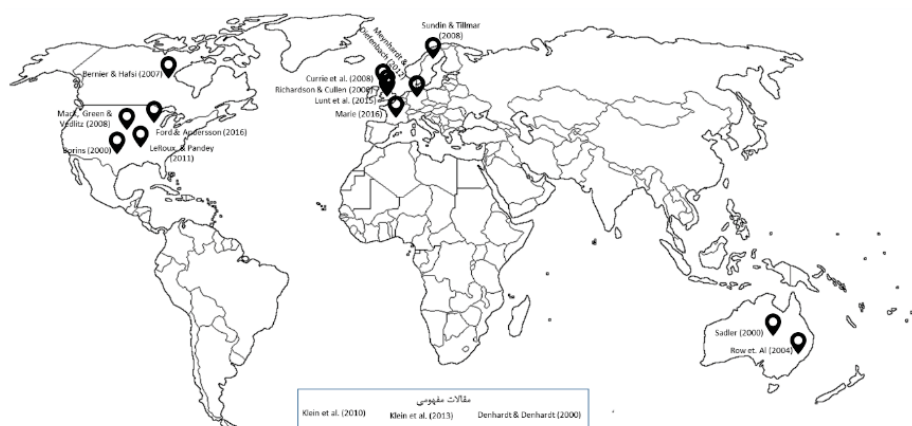 Sundin & Tillmar
(2008)
Meynhardt &
Diefenbach (2012)
Bernier & Hafsi (2007)
Currie et al. (2008)
Richardson & Cullen (2000)
Lunt et al. (2015)
Marie (2016)
Mack, Green &
Vedlitz (2008)
Ford & Andersson (2016)
Borins (2000)
LeRoux & Pandey
(2011)
Sadler (2000)
Row et. Al (2004)
مقالات مفهومی
Klein et al. (2010) Klein et al. (2013) Denhardt & Denhardt (2000)